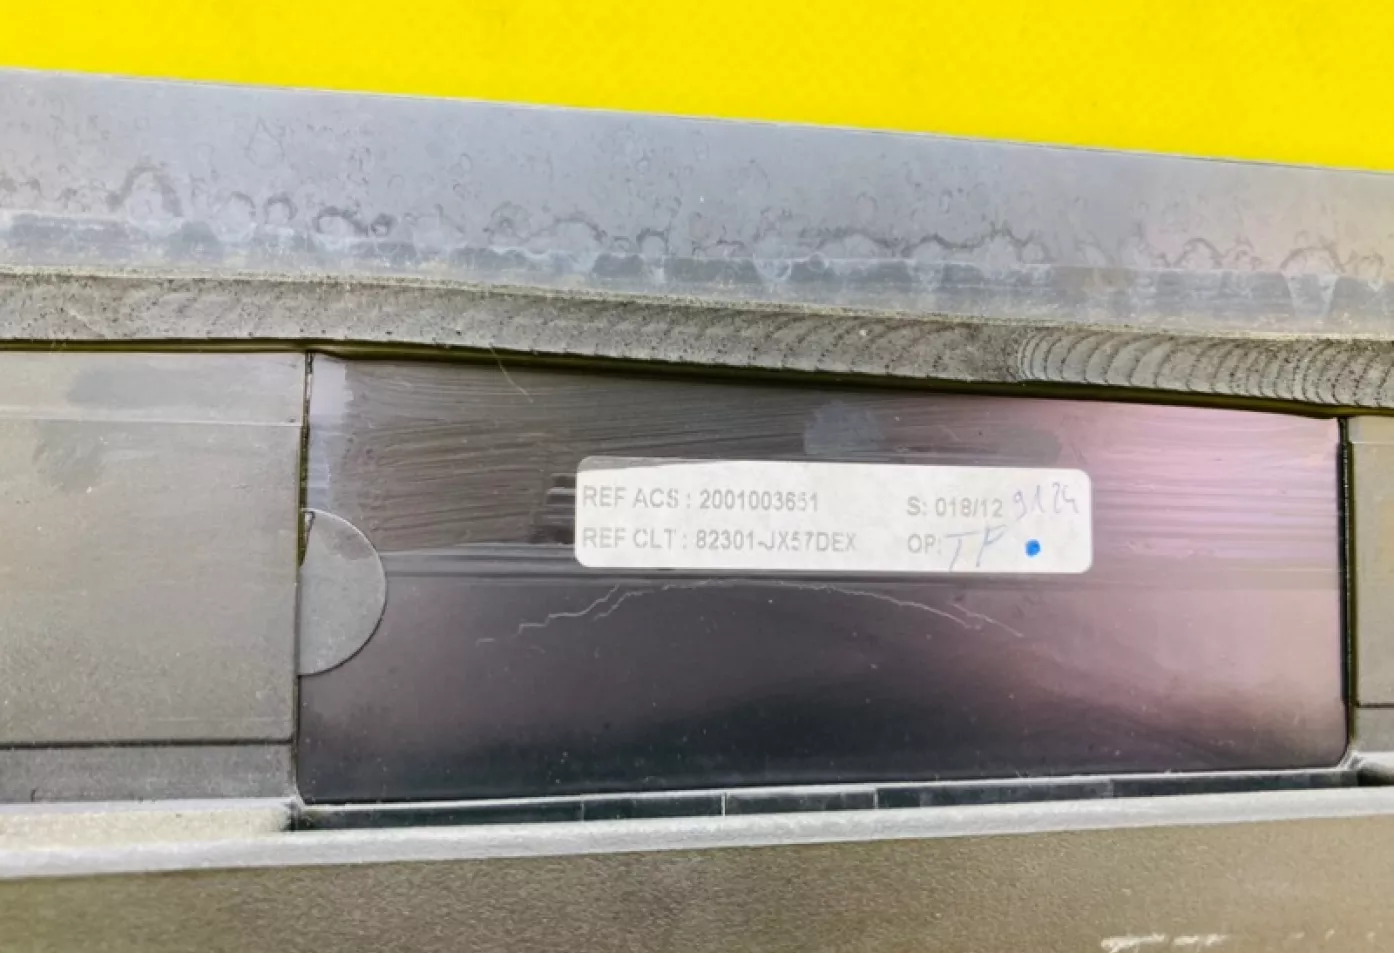 REF ACS : 2001003651 S: 018/12 9124
REF CLT : 82301-JX57DEX OP: TF